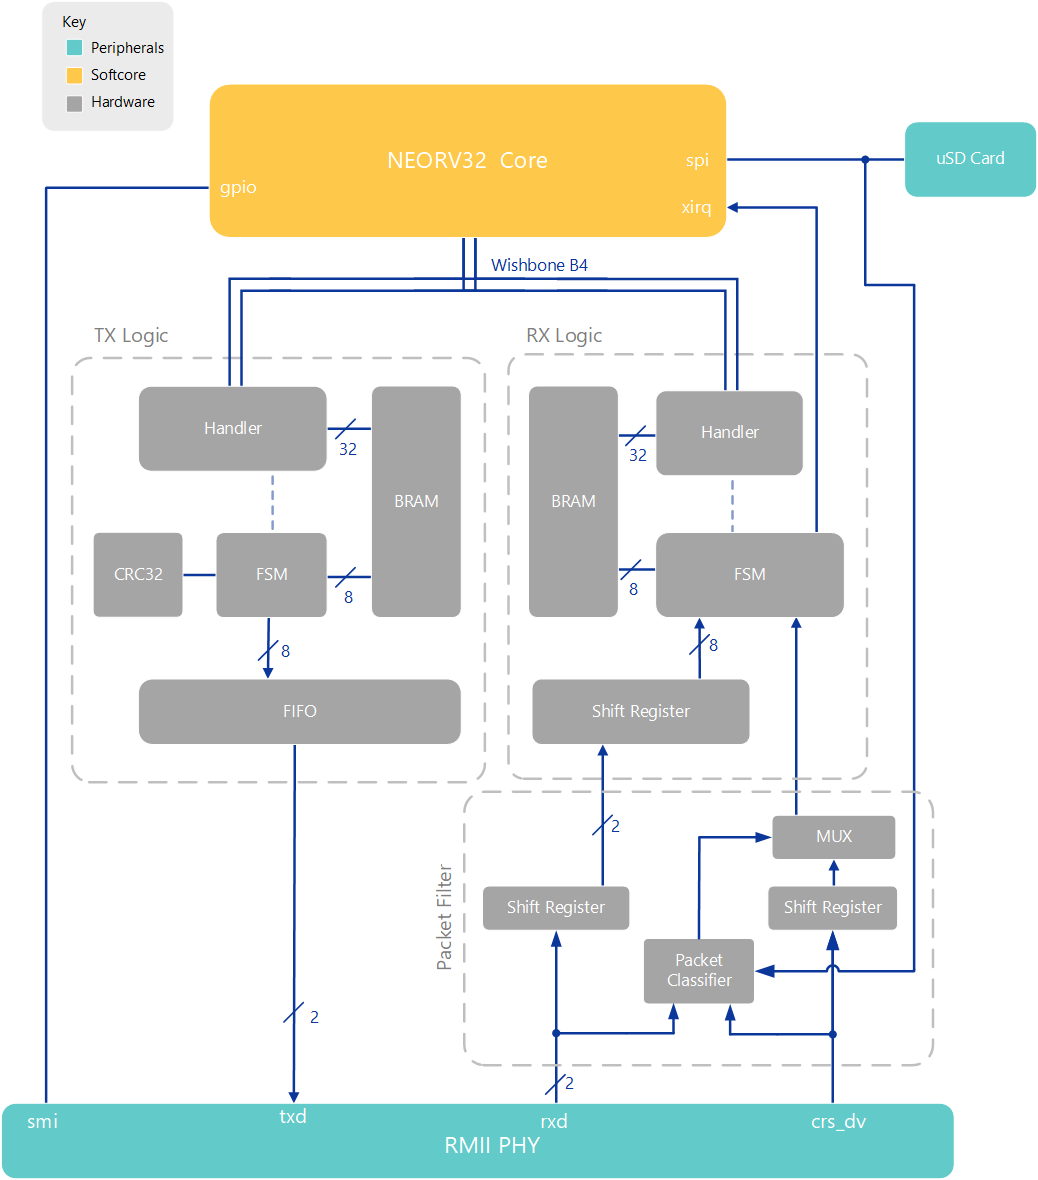 Key
Peripherals
Softcore
Hardware
NEORV32 Core
spi
uSD Card
gpio
xirq
Wishbone B4
TX Logic
RX Logic
Handler
32
BRAM
CRC32
FSM
8
8
FIFO
2
BRAM
32
Handler
8
FSM
8
Shift Register
2
Packet Filter
MUX
Shift Register
Shift Register
Packet
Classifier
2
smi
txd
rxd
crs_dv
RMII PHY